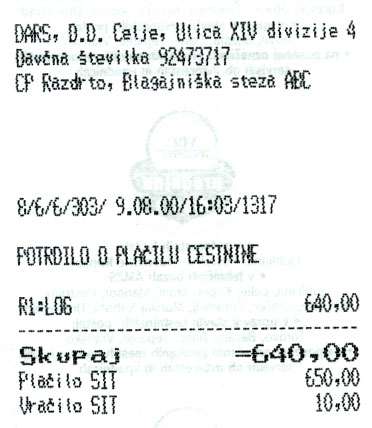 DARS, D.D. Celje, Ulica XIV divizije 4
Davčna številka 92473717
CP Razdrto, Blagajniška steza ABC
8/6/6/303/ 9.08.00/16:03/1317
POTRDILO O PLAČILU CESTNINE
R1:LOG 640,00
Skupaj =640,00
Plačilo SIT 650,00
Vračilo SIT 10,00